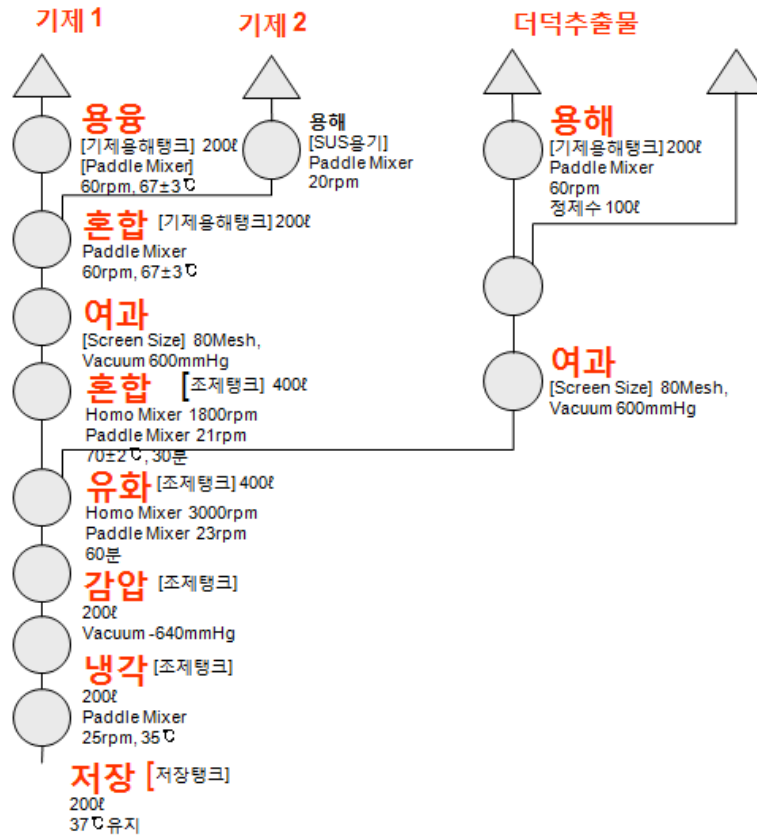 기제 1
기제 2
더덕추출물
용융
[기제용해탱크] 200ℓ
[Paddle Mixer]
60rpm, 67±3℃
용해
[SUS용기]
Paddle Mixer
20rpm
용해
[기제용해탱크] 200ℓ
Paddle Mixer
60rpm
정제수 100ℓ
혼합 [기제용해탱크] 200ℓ
Paddle Mixer
60rpm, 67±3℃
여과
[Screen Size] 80Mesh,
Vacuum 600mmHg
여과
[Screen Size] 80Mesh,
Vacuum 600mmHg
혼합 [조제탱크] 400ℓ
Homo Mixer 1800rpm
Paddle Mixer 21rpm
70±2℃, 30분
유화 [조제탱크] 400ℓ
Homo Mixer 3000rpm
Paddle Mixer 23rpm
60분
감압 [조제탱크]
200ℓ
Vacuum -640mmHg
냉각 [조제탱크]
200ℓ
Paddle Mixer
25rpm, 35℃
저장 [저장탱크]
200ℓ
37℃유지